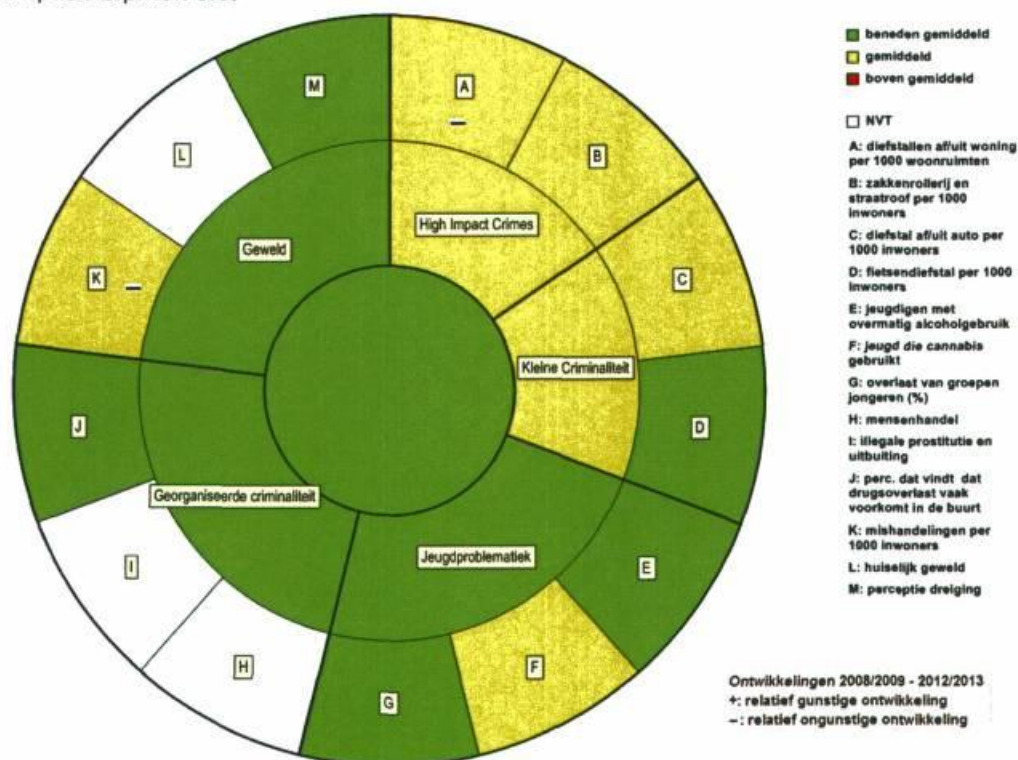 beneden gemiddeld
gemiddeld
boven gemiddeld
NVT
A: diefstallen af/uit woning
per 1000 woonruimten
B: zakkenrollerij en
straatroof per 1000
inwoners
C: diefstal af/uit auto per
1000 inwoners
D: fietsendiefstal per 1000
inwoners
E: jeugdigen met
overmatig alcoholgebruik
F: jeugd die cannabis
gebruikt
G: overlast van groepen
jongeren (%)
H: mensenhandel
I: illegale prostitutie en
uitbuiting
J: perc. dat vindt dat
drugsoverlast vaak
voorkomt in de buurt
K: mishandelingen per
1000 inwoners
L: huiselijk geweld
M: perceptie dreiging
M
A
–
L
B
High Impact Crimes
Geweld
K
–
C
Kleine Criminaliteit
J
D
Georganiseerde criminaliteit
Jeugdproblematiek
I
E
H
F
G
Ontwikkelingen 2008/2009 - 2012/2013
+: relatief gunstige ontwikkeling
–: relatief ongunstige ontwikkeling